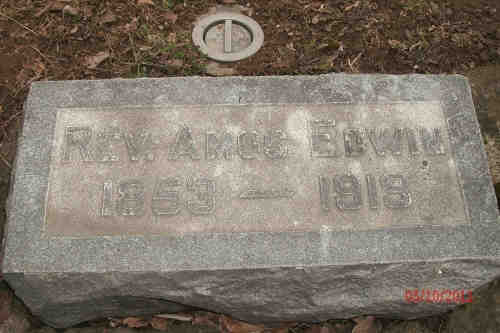 REV. AMOS EDWIN
1853 — 1918